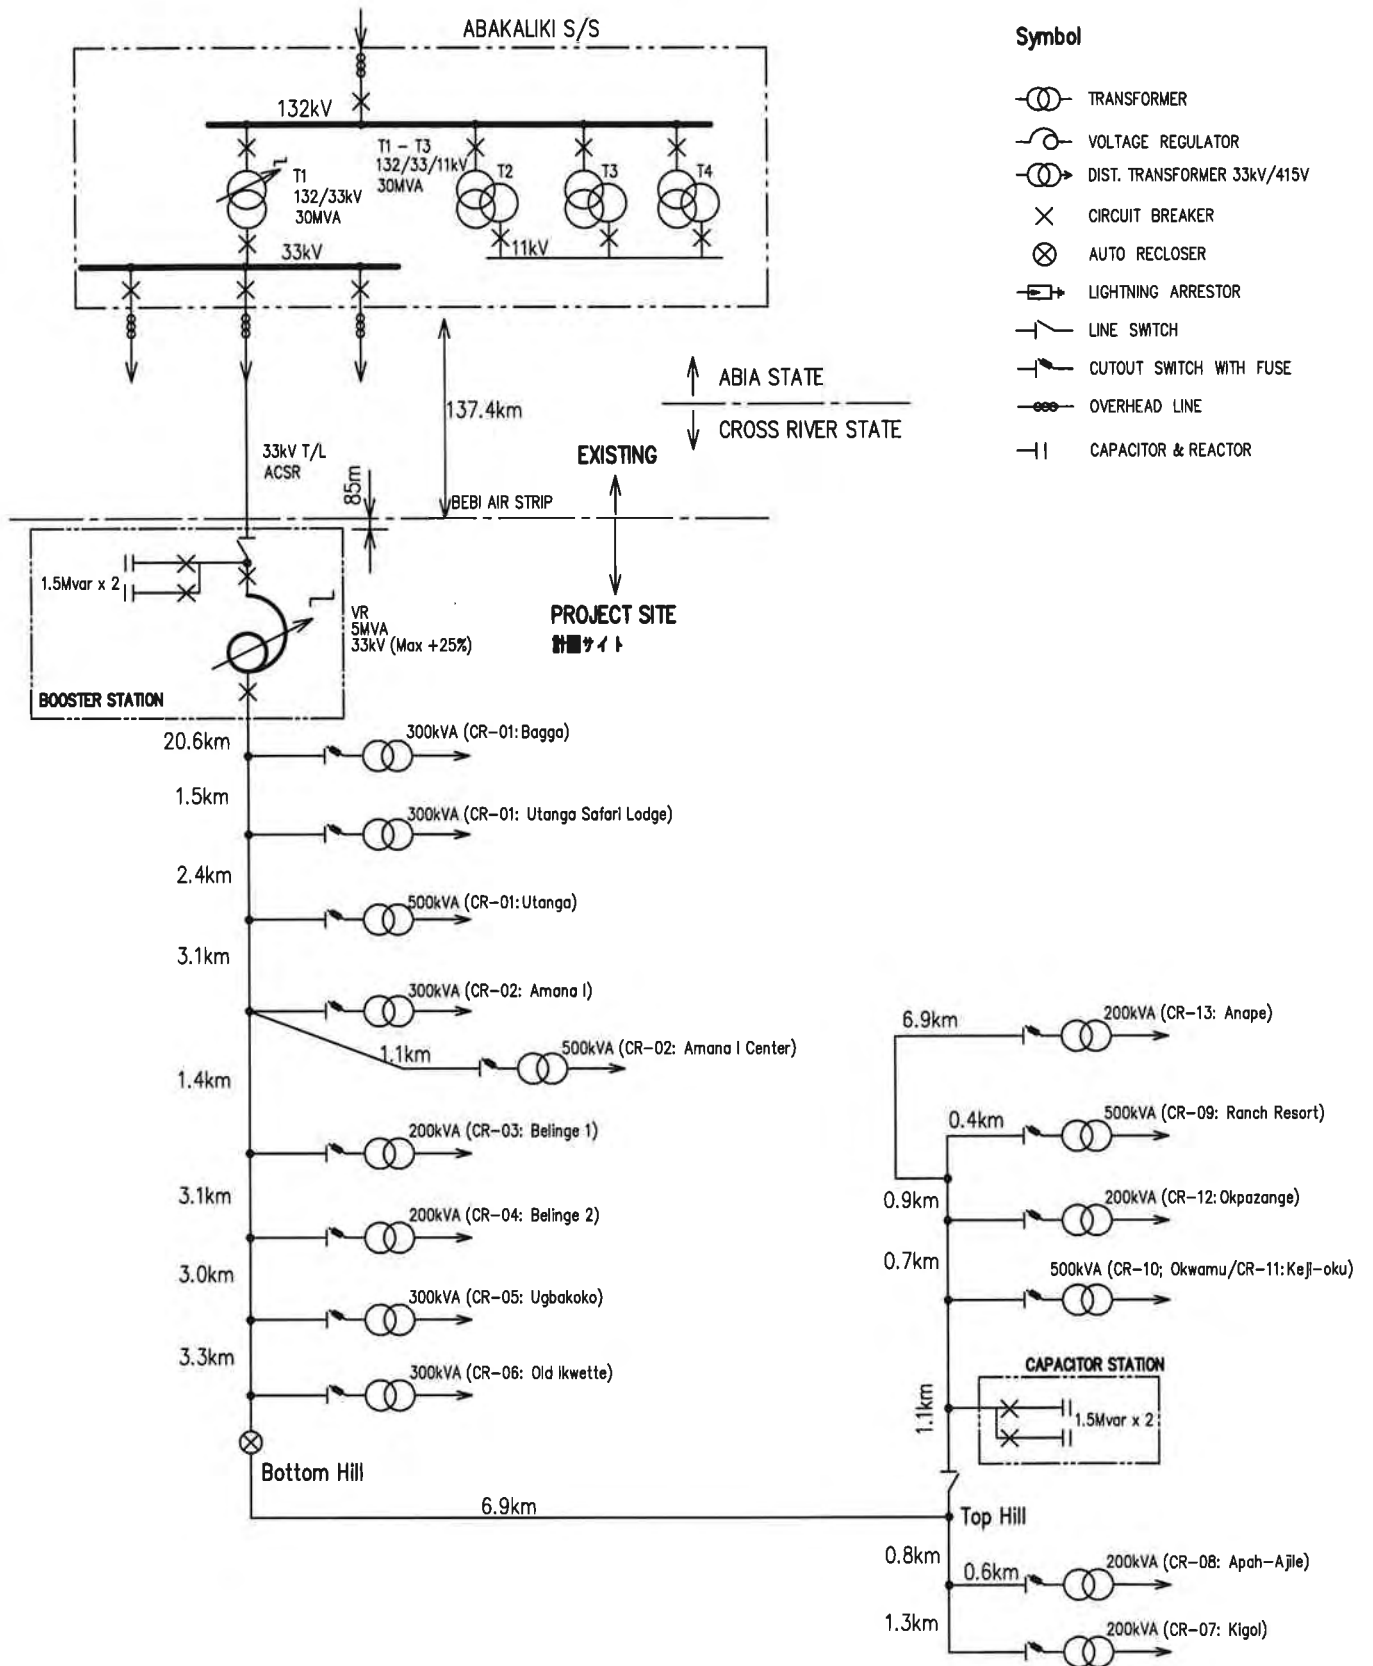 ABAKALIKI S/S
132kV
T1
132/33kV
30MVA
T1 - T3
132/33/11kV
30MVA
T2
T3
T4
33kV
11kV
137.4km
33kV T/L
ACSR
85m
BEBI AIR STRIP
ABIA STATE
CROSS RIVER STATE
EXISTING
PROJECT SITE
計画サイト
1.5Mvar x 2
VR
5MVA
33kV (Max +25%)
BOOSTER STATION
20.6km
300kVA (CR-01:Bagga)
1.5km
300kVA (CR-01: Utanga Safari Lodge)
2.4km
500kVA (CR-01:Utanga)
3.1km
300kVA (CR-02: Amana I)
1.1km
500kVA (CR-02: Amana I Center)
1.4km
200kVA (CR-03: Belinge 1)
3.1km
200kVA (CR-04: Belinge 2)
3.0km
300kVA (CR-05: Ugbakoko)
3.3km
300kVA (CR-06: Old Ikwette)
Bottom Hill
6.9km
6.9km
200kVA (CR-13: Anape)
0.4km
500kVA (CR-09: Ranch Resort)
0.9km
200kVA (CR-12:Okpazange)
0.7km
500kVA (CR-10; Okwamu/CR-11:Keji-oku)
CAPACITOR STATION
1.1km
1.5Mvar x 2
Top Hill
0.8km
0.6km
200kVA (CR-08: Apah-Ajile)
1.3km
200kVA (CR-07: Kigol)
Symbol
TRANSFORMER
VOLTAGE REGULATOR
DIST. TRANSFORMER 33kV/415V
CIRCUIT BREAKER
AUTO RECLOSER
LIGHTNING ARRESTOR
LINE SWITCH
CUTOUT SWITCH WITH FUSE
OVERHEAD LINE
CAPACITOR & REACTOR